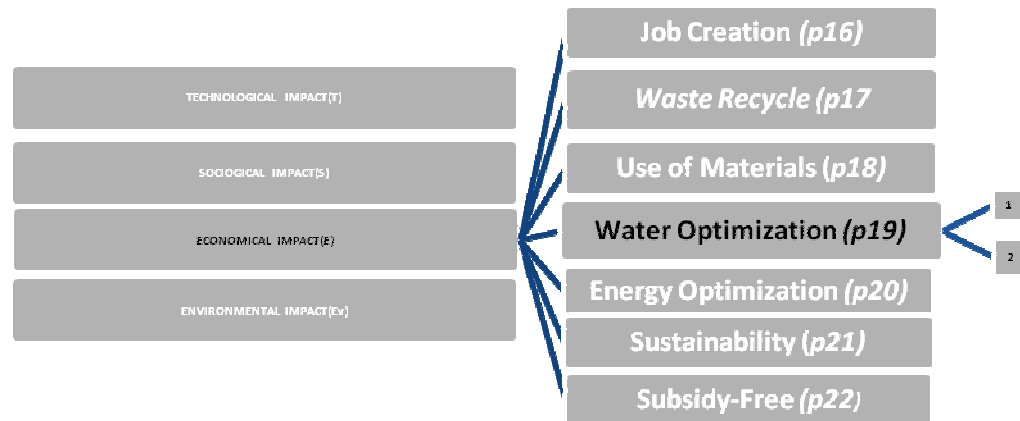 TECHNOLOGICAL IMPACT(T)
SOCIOGICAL IMPACT(S)
ECONOMICAL IMPACT(E)
ENVIRONMENTAL IMPACT(Ev)
Job Creation (p16)
Waste Recycle (p17
Use of Materials (p18)
Water Optimization (p19)
Energy Optimization (p20)
Sustainability (p21)
Subsidy-Free (p22)
1
2